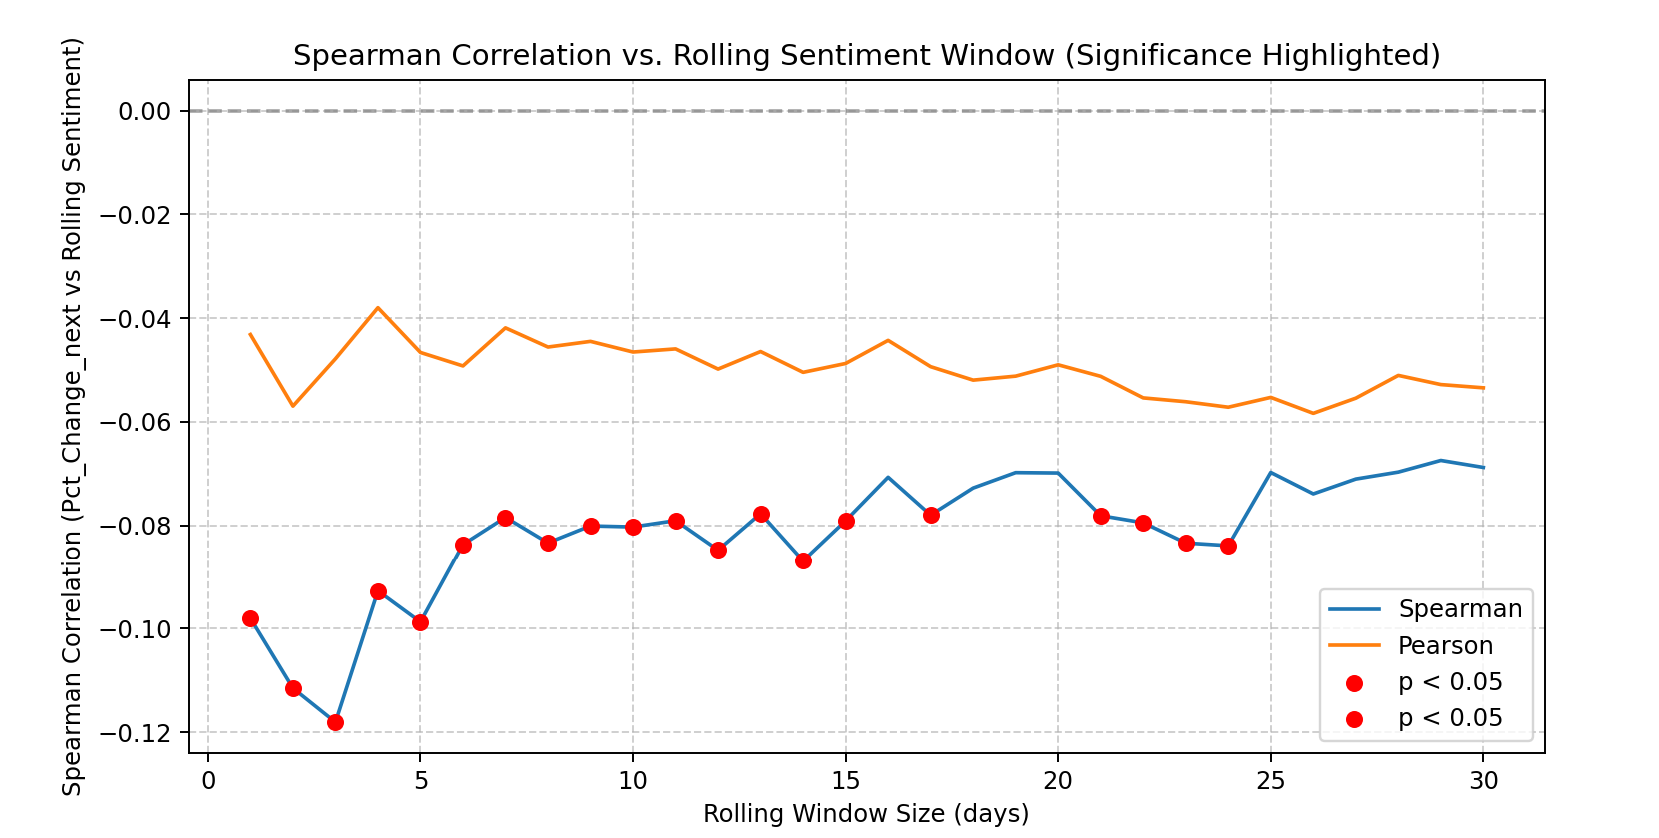 Spearman Correlation vs. Rolling Sentiment Window (Significance Highlighted)
Spearman Correlation (Pct_Change_next vs Rolling Sentiment)
0.00
−0.02
−0.04
−0.06
−0.08
−0.10
−0.12
Spearman
Pearson
p < 0.05
p < 0.05
0 5 10 15 20 25 30
Rolling Window Size (days)